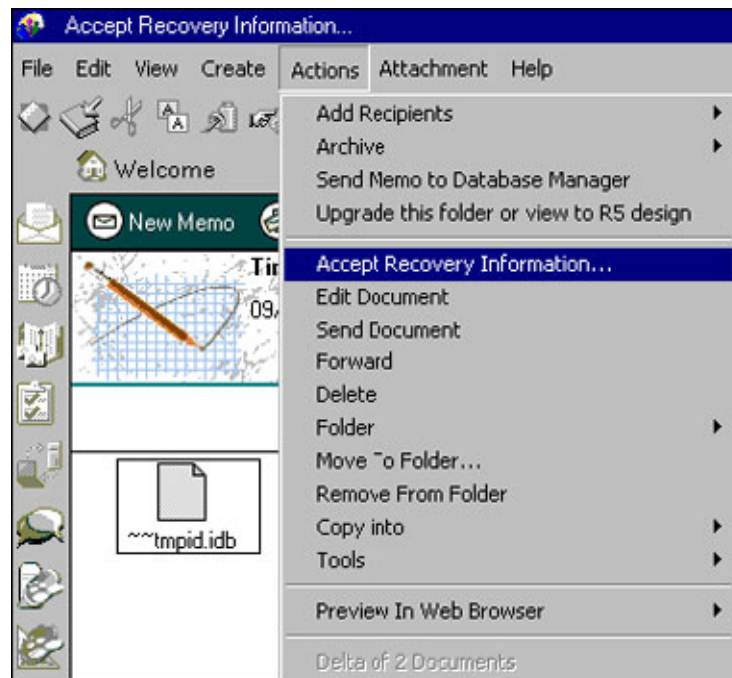 Accept Recovery Information...
File Edit View Create Actions Attachment Help
Welcome
New Memo
Tir
09/
~~tmpid.idb
Add Recipients
Archive
Send Memo to Database Manager
Upgrade this folder or view to R5 design
Accept Recovery Information...
Edit Document
Send Document
Forward
Delete
Folder
Move To Folder...
Remove From Folder
Copy into
Tools
Preview In Web Browser
Delta of 2 Documents